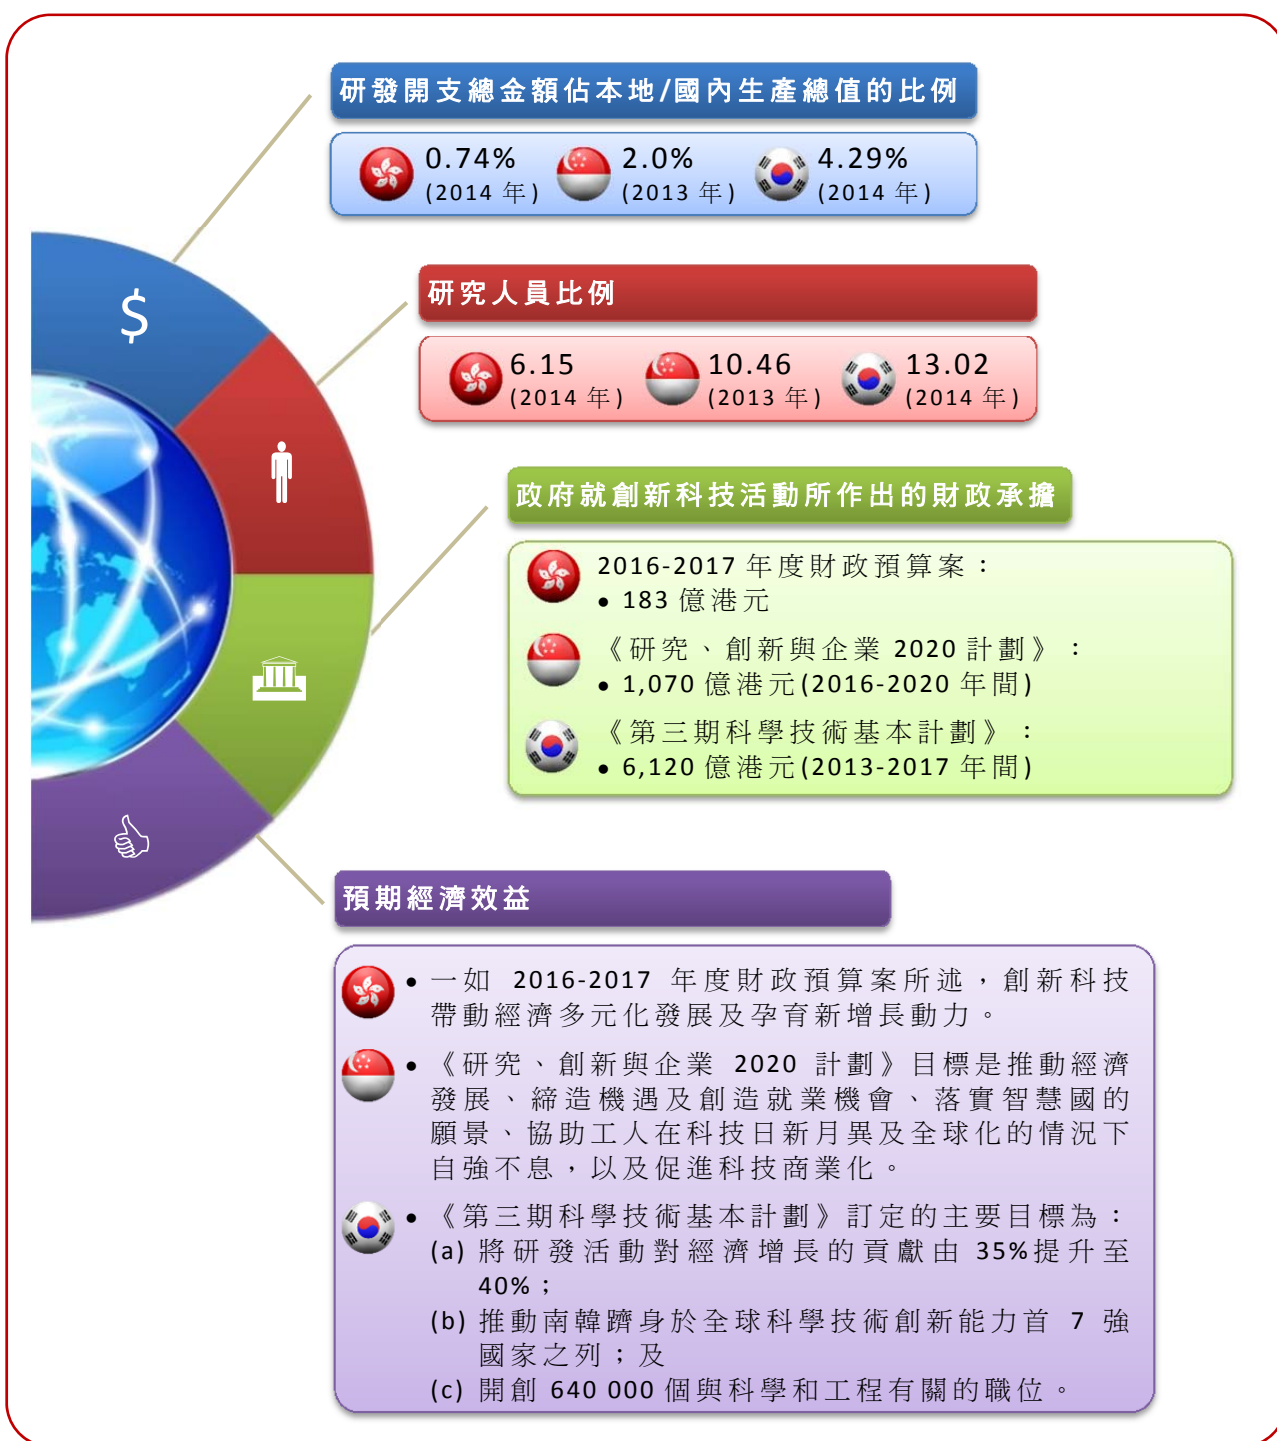 研發開支總金額佔本地/國內生產總值的比例
0.74% 2.0% 4.29%
(2014 年) (2013 年) (2014 年)
$
研究人員比例
6.15 10.46 13.02
(2014 年) (2013 年) (2014 年)
政府就創新科技活動所作出的財政承擔
2016-2017 年度財政預算案：
• 183 億港元
《研究、創新與企業 2020 計劃》：
• 1,070 億港元(2016-2020 年間)
《第三期科學技術基本計劃》：
• 6,120 億港元(2013-2017 年間)
預期經濟效益
• 一如 2016-2017 年度財政預算案所述，創新科技
帶動經濟多元化發展及孕育新增長動力。
• 《研究、創新與企業 2020 計劃》目標是推動經濟
發展、締造機遇及創造就業機會、落實智慧國的
願景、協助工人在科技日新月異及全球化的情況下
自強不息，以及促進科技商業化。
• 《第三期科學技術基本計劃》訂定的主要目標為：
(a) 將研發活動對經濟增長的貢獻由 35%提升至
40%；
(b) 推動南韓躋身於全球科學技術創新能力首 7 強
國家之列；及
(c) 開創 640 000 個與科學和工程有關的職位。